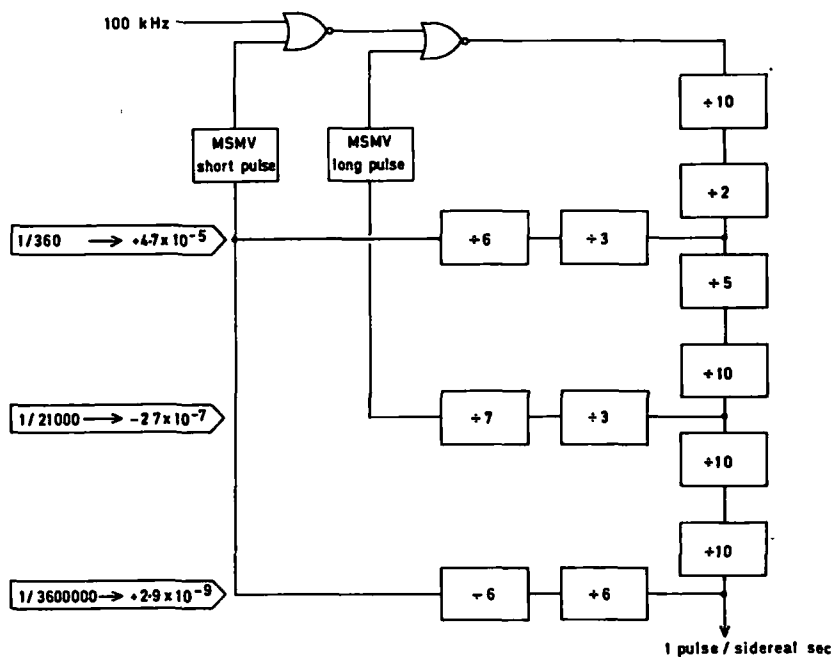 100 kHz
MSMV
short pulse
MSMV
long pulse
÷10
÷2
1/360 → +4.7 x 10⁻⁵
÷6
÷3
÷5
÷10
1/21000 → -2.7x10⁻⁷
÷7
÷3
÷10
÷10
1/3600000 → +2.9 x 10⁻⁹
÷6
÷6
1 pulse / sidereal sec